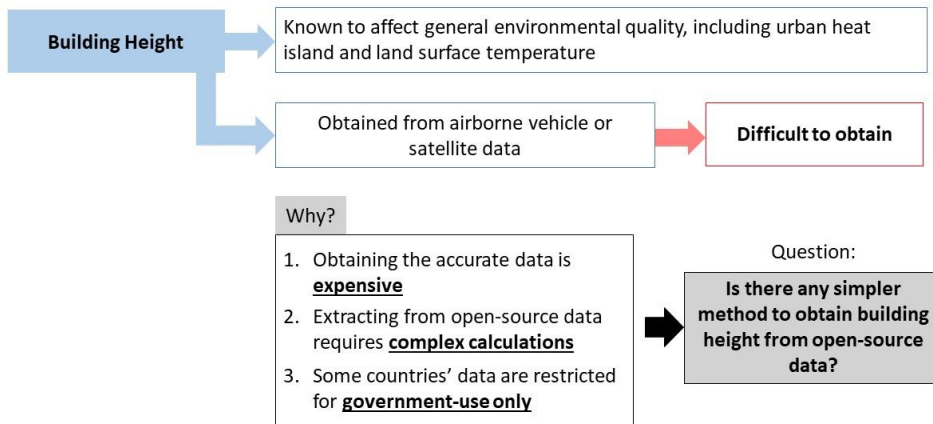 Building Height
Known to affect general environmental quality, including urban heat
island and land surface temperature
Obtained from airborne vehicle or
satellite data
Difficult to obtain
Why?
1. Obtaining the accurate data is
expensive
2. Extracting from open-source data
requires complex calculations
3. Some countries’ data are restricted
for government-use only
Question:
Is there any simpler
method to obtain building
height from open-source
data?